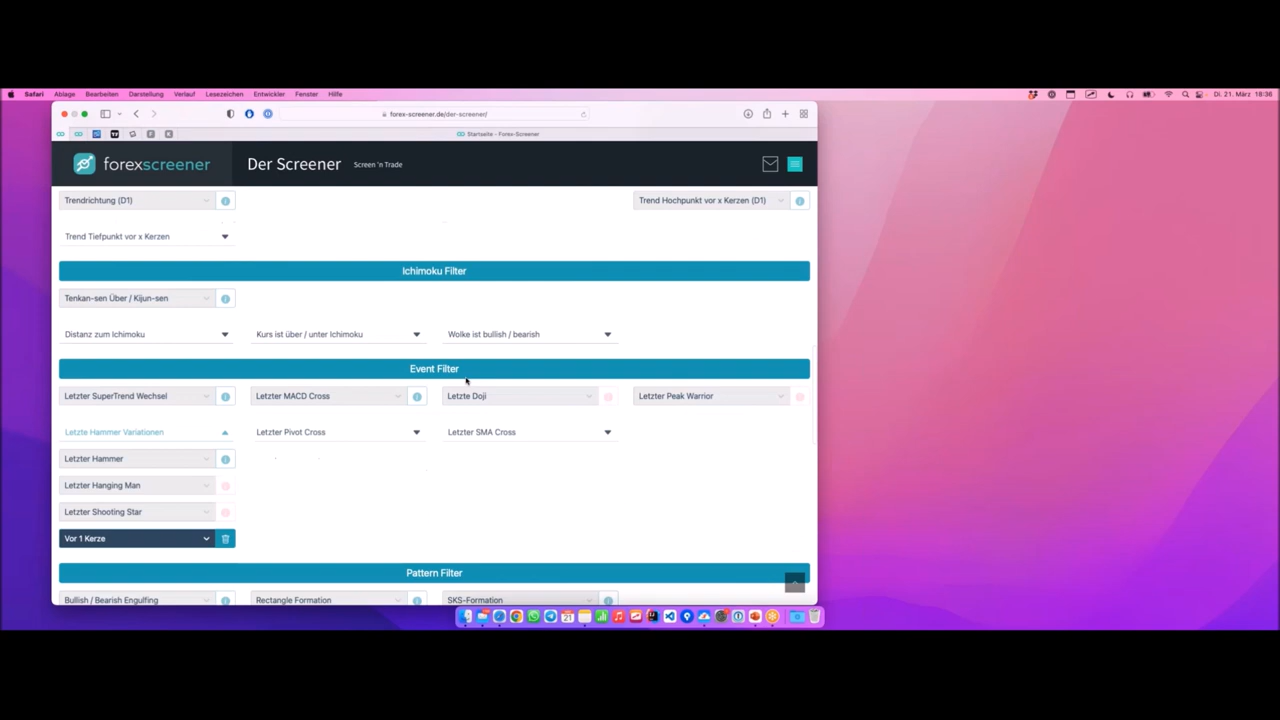 Safari Ablage Bearbeiten Darstellung Verlauf Lesezeichen Entwickler Fenster Hilfe Di. 21. März 18:36
forex-screener.de/der-screener/
Startseite - Forex-Screener
forexscreener Der Screener Screen 'n Trade
Trendrichtung (D1) Trend Hochpunkt vor x Kerzen (D1)
Trend Tiefpunkt vor x Kerzen
Ichimoku Filter
Tenkan-sen Über / Kijun-sen
Distanz zum Ichimoku Kurs ist über / unter Ichimoku Wolke ist bullish / bearish
Event Filter
Letzter SuperTrend Wechsel Letzter MACD Cross Letzte Doji Letzter Peak Warrior
Letzte Hammer Variationen Letzter Pivot Cross Letzter SMA Cross
Letzter Hammer
Letzter Hanging Man
Letzter Shooting Star
Vor 1 Kerze
Pattern Filter
Bullish / Bearish Engulfing Rectangle Formation SKS-Formation